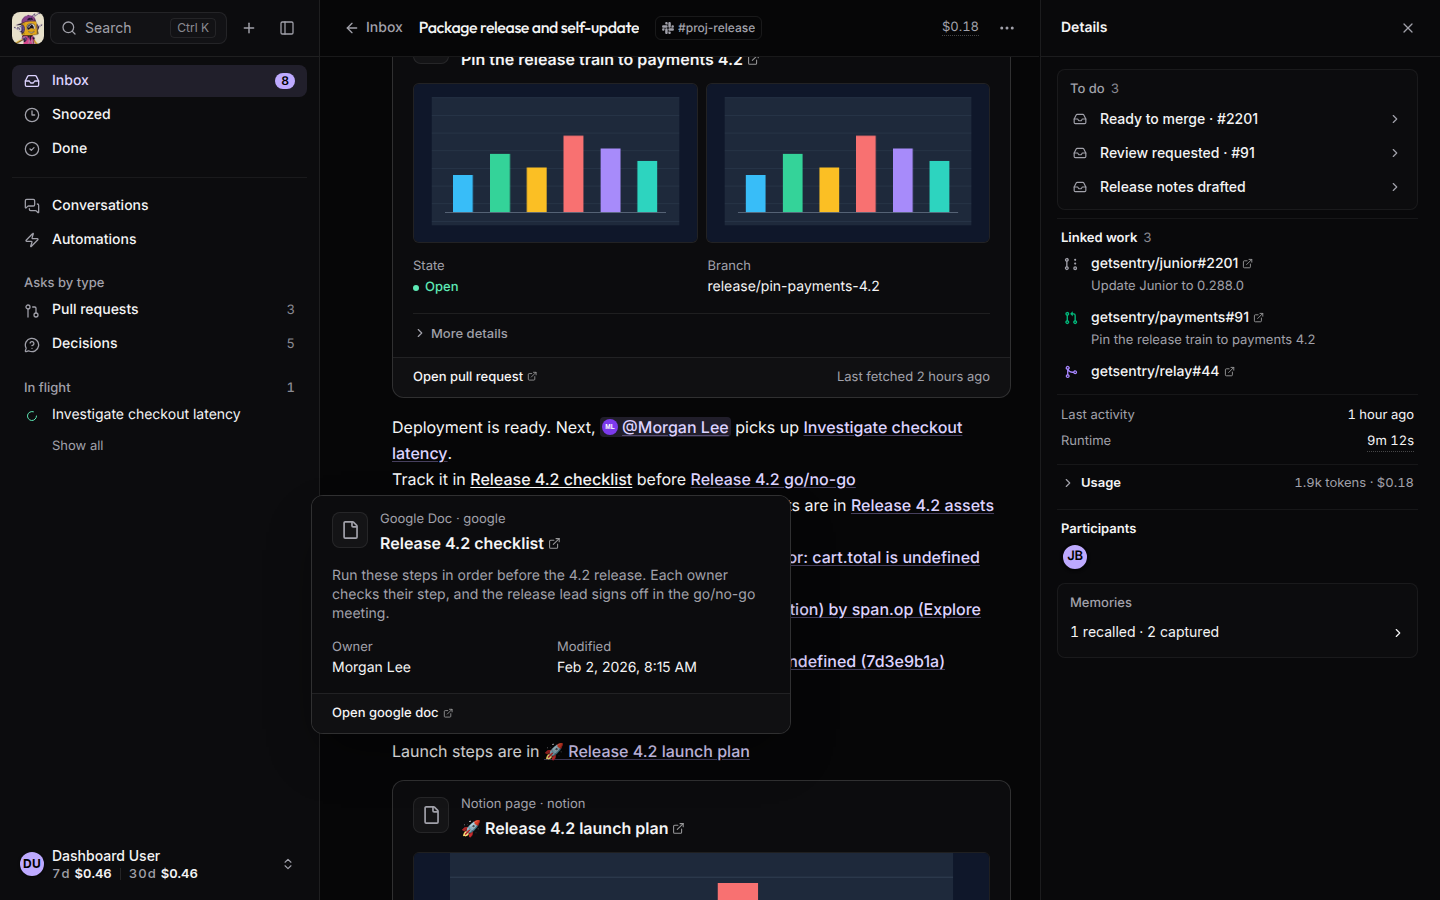 Search
Ctrl K
Inbox
8
Snoozed
Done
Conversations
Automations
Asks by type
Pull requests
3
Decisions
5
In flight
1
Investigate checkout latency
Show all
DU
Dashboard User
7d $0.46
30d $0.46
Inbox
Package release and self-update
#proj-release
$0.18
Pin the release train to payments 4.2
State
Open
Branch
release/pin-payments-4.2
More details
Open pull request
Last fetched 2 hours ago
Deployment is ready. Next, ML @Morgan Lee picks up Investigate checkout
latency.
Track it in Release 4.2 checklist before Release 4.2 go/no-go
s are in Release 4.2 assets
or: cart.total is undefined
tion) by span.op (Explore
ndefined (7d3e9b1a)
Google Doc · google
Release 4.2 checklist
Run these steps in order before the 4.2 release. Each owner
checks their step, and the release lead signs off in the go/no-go
meeting.
Owner
Morgan Lee
Modified
Feb 2, 2026, 8:15 AM
Open google doc
Launch steps are in 🚀 Release 4.2 launch plan
Notion page · notion
🚀 Release 4.2 launch plan
Details
To do 3
Ready to merge · #2201
Review requested · #91
Release notes drafted
Linked work 3
getsentry/junior#2201
Update Junior to 0.288.0
getsentry/payments#91
Pin the release train to payments 4.2
getsentry/relay#44
Last activity
1 hour ago
Runtime
9m 12s
Usage
1.9k tokens · $0.18
Participants
JB
Memories
1 recalled · 2 captured